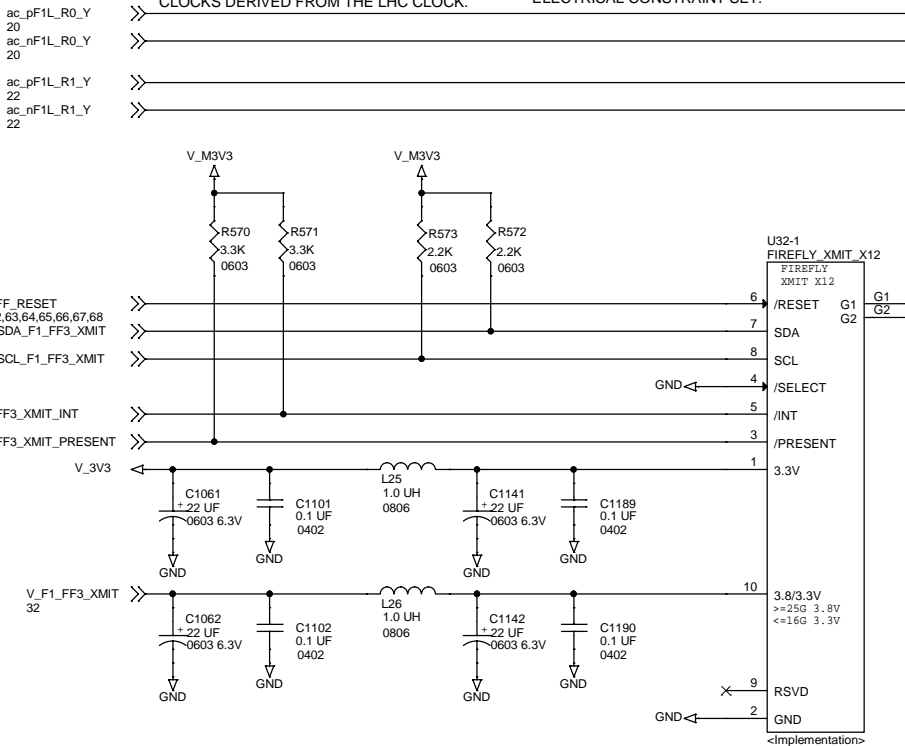 CLOCKS DERIVED FROM THE LHC CLOCK.
ELECTRICAL CONSTRAINT SET.
ac_pF1L_R0_Y
20
ac_nF1L_R0_Y
20
ac_pF1L_R1_Y
22
ac_nF1L_R1_Y
22
V_M3V3
V_M3V3
R570
3.3K
0603
R571
3.3K
0603
R573
2.2K
0603
R572
2.2K
0603
U32-1
FIREFLY_XMIT_X12
FIREFLY
XMIT X12
FF_RESET
2,63,64,65,66,67,68
6 /RESET
G1 G1
G2 G2
SDA_F1_FF3_XMIT
7 SDA
SCL_F1_FF3_XMIT
8 SCL
GND
4 /SELECT
FF3_XMIT_INT
5 /INT
FF3_XMIT_PRESENT
3 /PRESENT
V_3V3
1 3.3V
C1061
+ 22 UF
0603 6.3V
GND
C1101
0.1 UF
0402
GND
L25
1.0 UH
0806
C1141
+ 22 UF
0603 6.3V
GND
C1189
0.1 UF
0402
GND
V_F1_FF3_XMIT
32
10 3.8/3.3V
>=25G 3.8V
<=16G 3.3V
C1062
+ 22 UF
0603 6.3V
GND
C1102
0.1 UF
0402
GND
L26
1.0 UH
0806
C1142
+ 22 UF
0603 6.3V
GND
C1190
0.1 UF
0402
GND
9 RSVD
GND
2 GND
<Implementation>